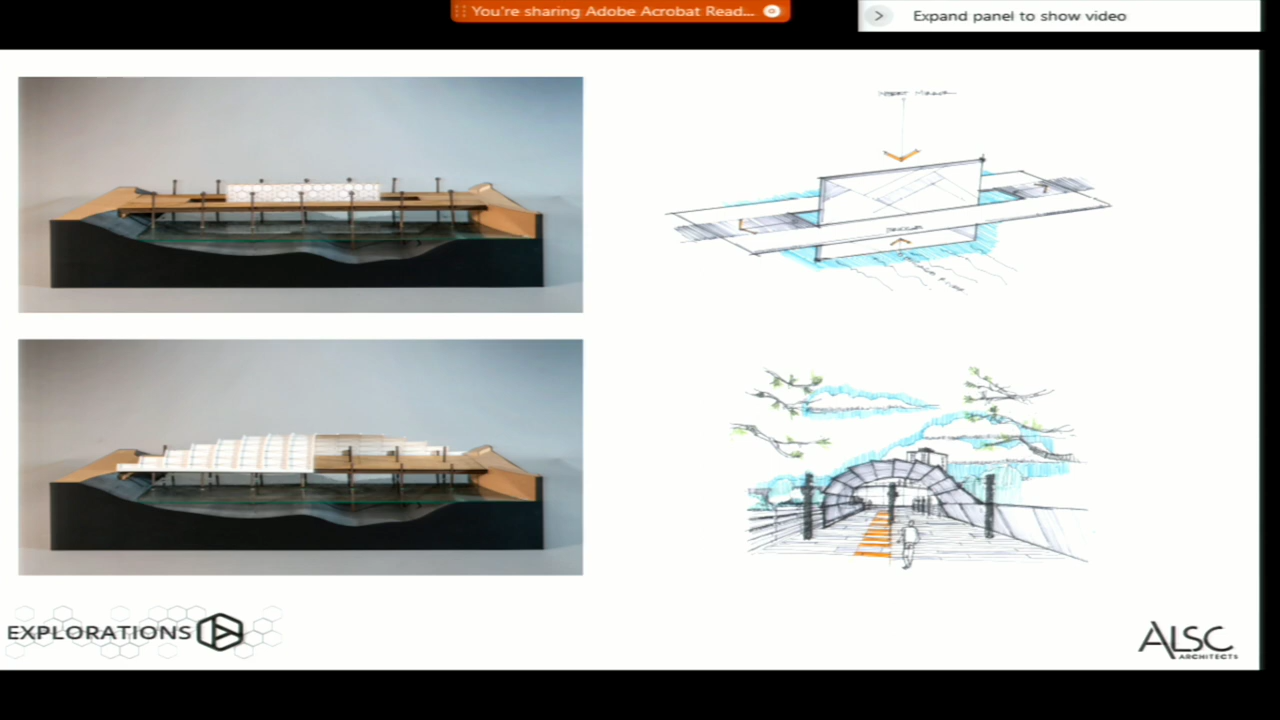 You're sharing Adobe Acrobat Read...
Expand panel to show video
EXPLORATIONS
ALSC
ARCHITECTS